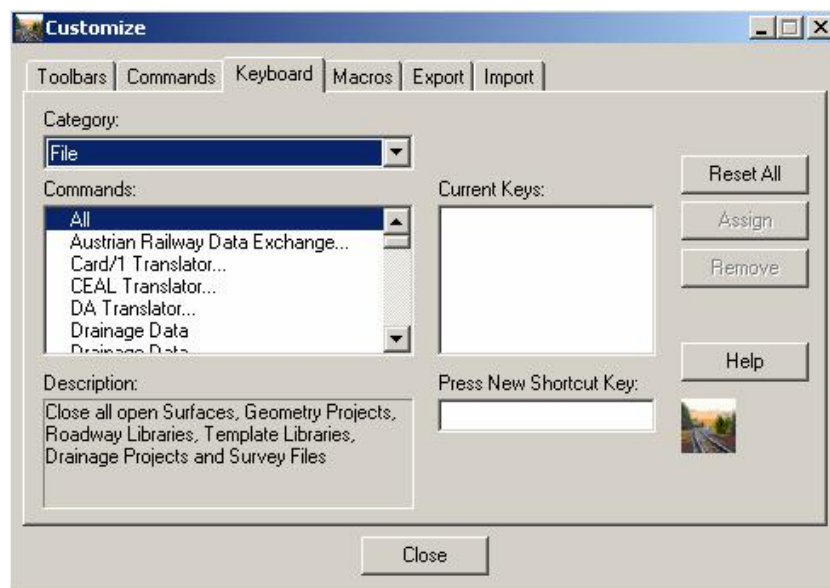 Customize
Toolbars Commands Keyboard Macros Export Import
Category:
File
Commands:
All
Austrian Railway Data Exchange...
Card/1 Translator...
CEAL Translator...
DA Translator...
Drainage Data
Drainage Data
Description:
Close all open Surfaces, Geometry Projects,
Roadway Libraries, Template Libraries,
Drainage Projects and Survey Files
Current Keys:
Press New Shortcut Key:
Reset All
Assign
Remove
Help
Close